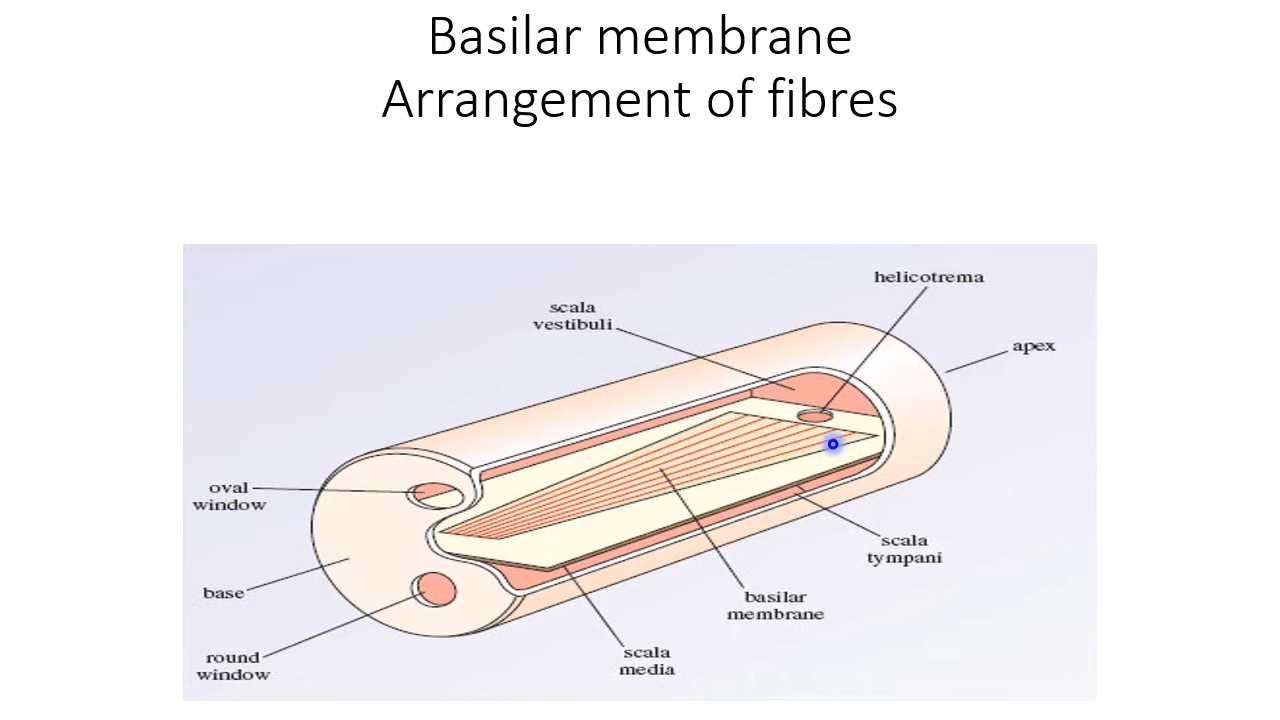 Basilar membrane
Arrangement of fibres
helicotrema
scala
vestibuli
apex
oval
window
scala
tympani
base
basilar
membrane
round
window
scala
media